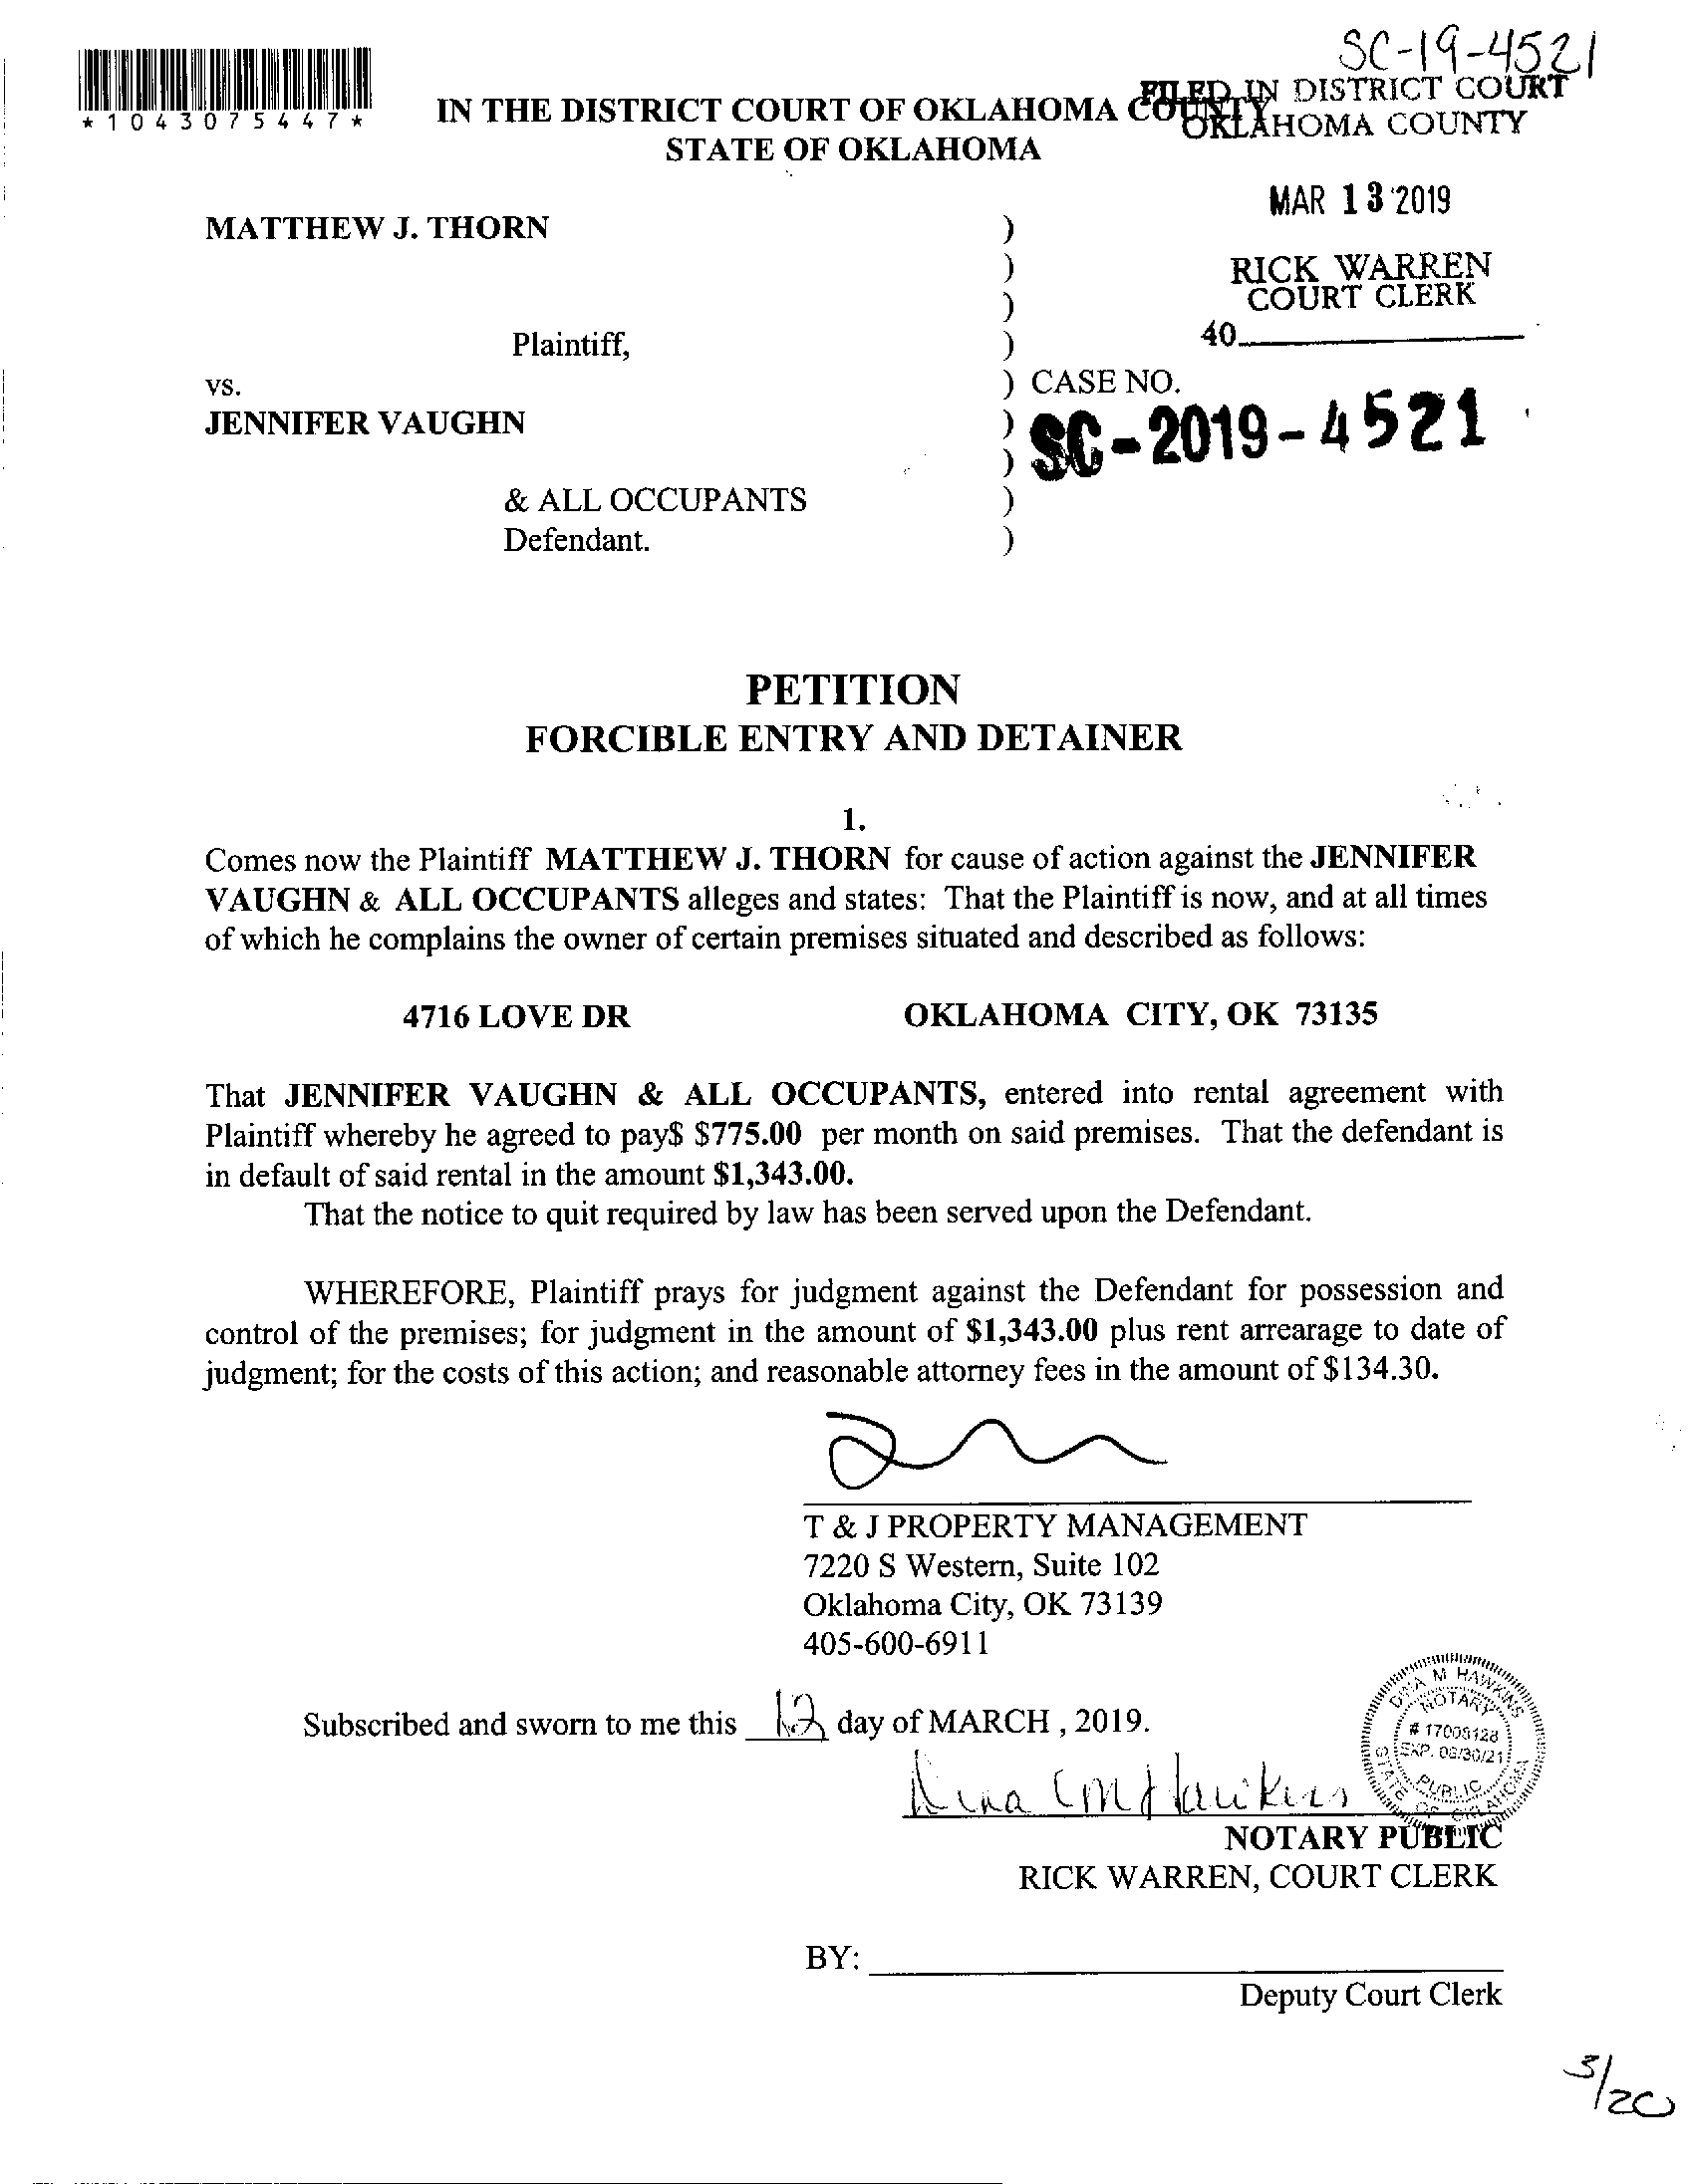 SC-19-4521
*1043075447*
IN THE DISTRICT COURT OF OKLAHOMA COUNTY
STATE OF OKLAHOMA
FILED IN DISTRICT COURT
OKLAHOMA COUNTY
MAR 13 2019
RICK WARREN
COURT CLERK
40
MATTHEW J. THORN )
)
)
Plaintiff, )
vs. ) CASE NO.
JENNIFER VAUGHN ) SC-2019-4521
)
& ALL OCCUPANTS )
Defendant. )
PETITION
FORCIBLE ENTRY AND DETAINER
1.
Comes now the Plaintiff MATTHEW J. THORN for cause of action against the JENNIFER
VAUGHN & ALL OCCUPANTS alleges and states: That the Plaintiff is now, and at all times
of which he complains the owner of certain premises situated and described as follows:
4716 LOVE DR OKLAHOMA CITY, OK 73135
That JENNIFER VAUGHN & ALL OCCUPANTS, entered into rental agreement with
Plaintiff whereby he agreed to pay$ $775.00 per month on said premises. That the defendant is
in default of said rental in the amount $1,343.00.
That the notice to quit required by law has been served upon the Defendant.
WHEREFORE, Plaintiff prays for judgment against the Defendant for possession and
control of the premises; for judgment in the amount of $1,343.00 plus rent arrearage to date of
judgment; for the costs of this action; and reasonable attorney fees in the amount of $134.30.
T & J PROPERTY MANAGEMENT
7220 S Western, Suite 102
Oklahoma City, OK 73139
405-600-6911
Subscribed and sworn to me this 12 day of MARCH , 2019.
M HAWKINS
NOTARY
# 17008128
EXP. 08/30/21
PUBLIC
STATE OF OKLAHOMA
NOTARY PUBLIC
RICK WARREN, COURT CLERK
BY:
Deputy Court Clerk
3/20